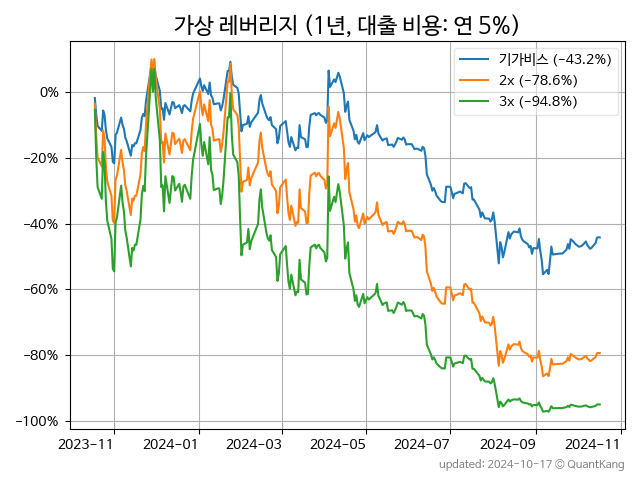 가상 레버리지 (1년, 대출 비용: 연 5%)
기가비스 (−43.2%)
2x (−78.6%)
3x (−94.8%)
0%
−20%
−40%
−60%
−80%
−100%
2023-11 2024-01 2024-03 2024-05 2024-07 2024-09 2024-11
updated: 2024-10-17 © QuantKang